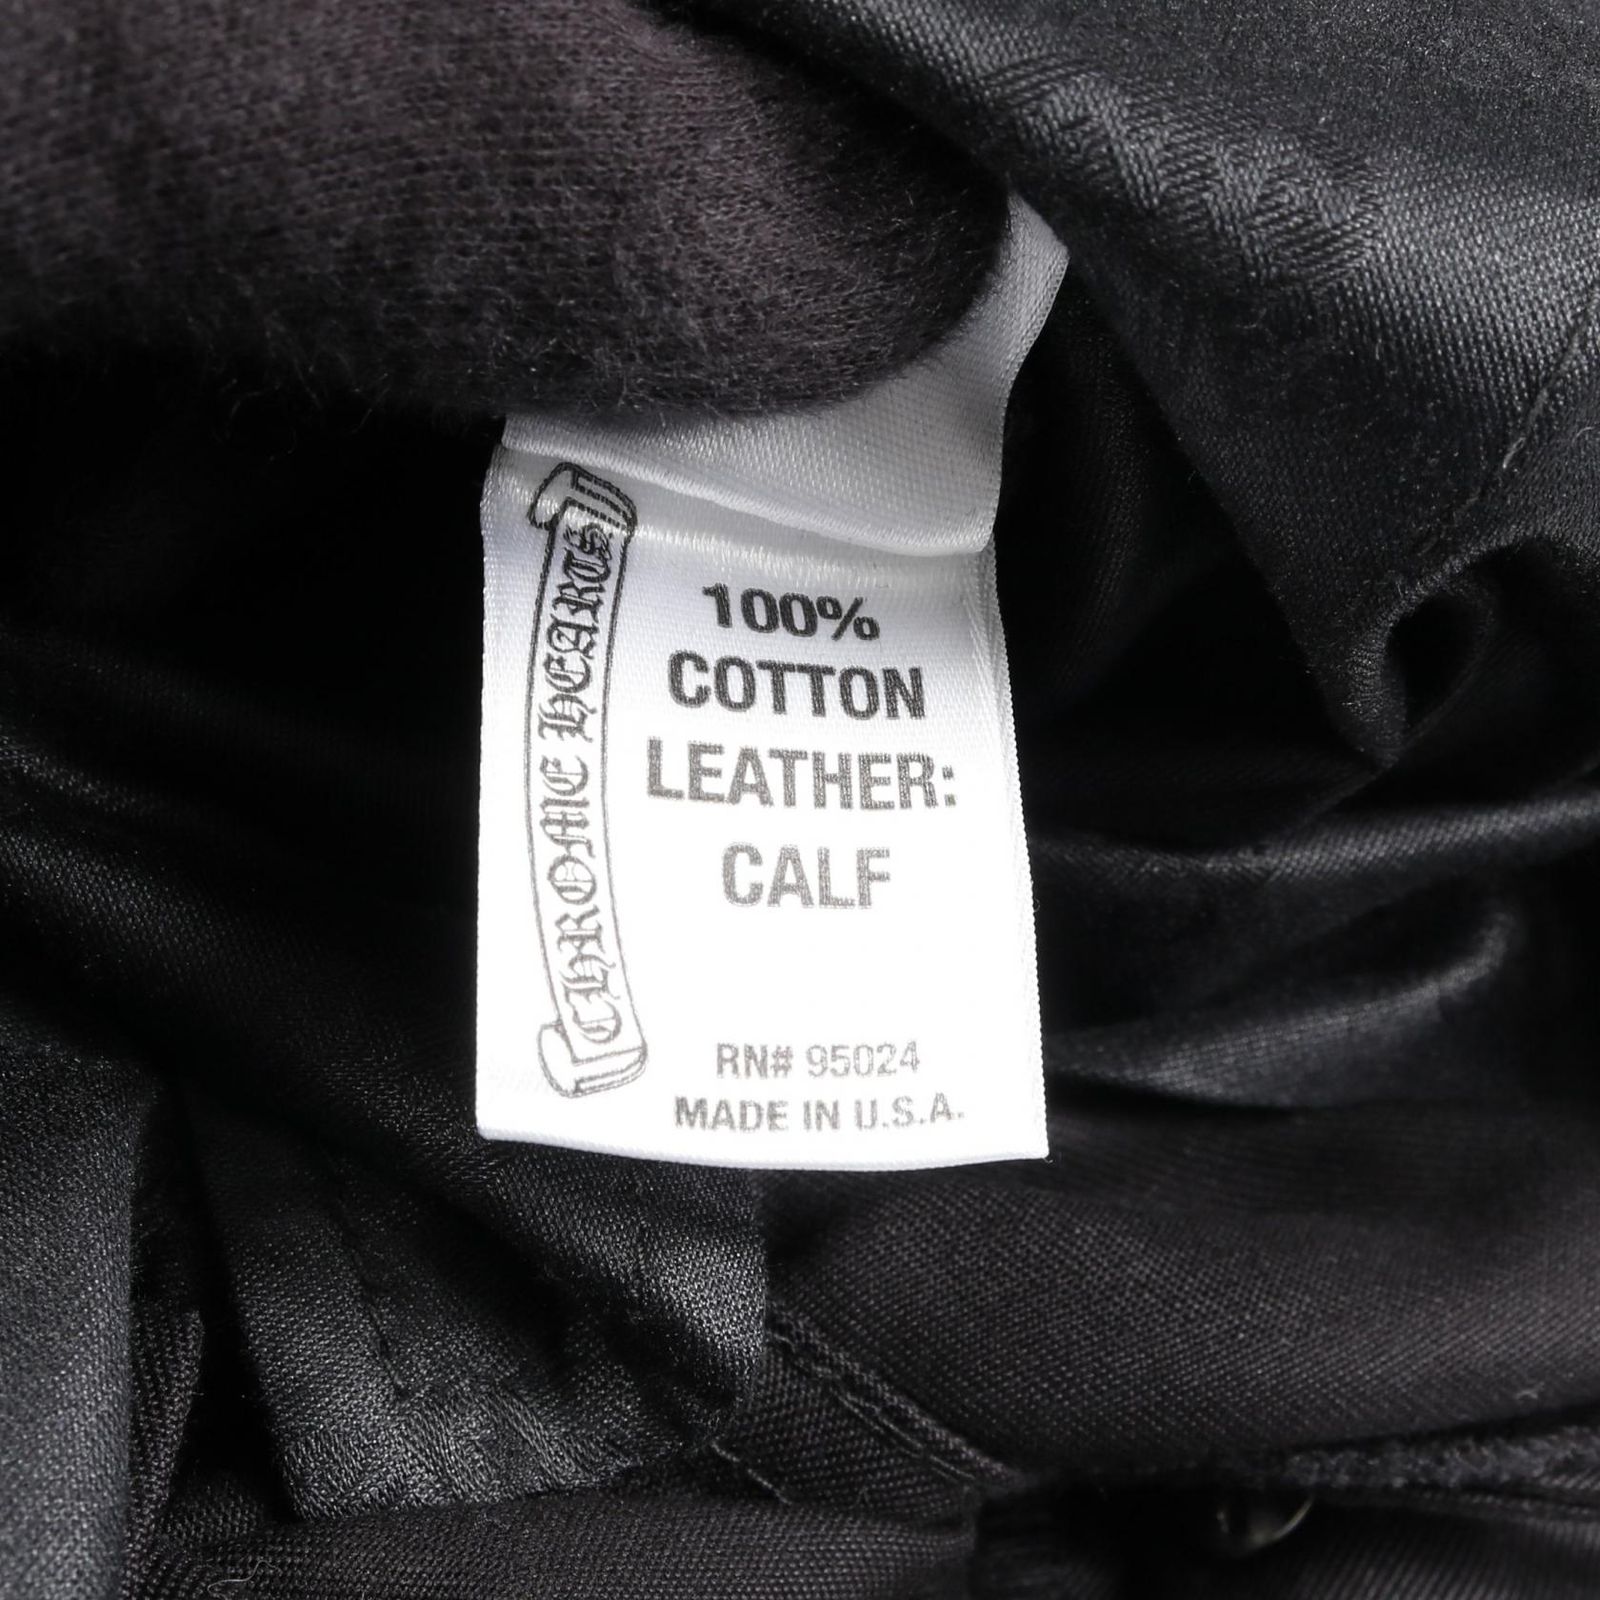 CHROME HEARTS
100%
COTTON
LEATHER:
CALF
RN# 95024
MADE IN U.S.A.